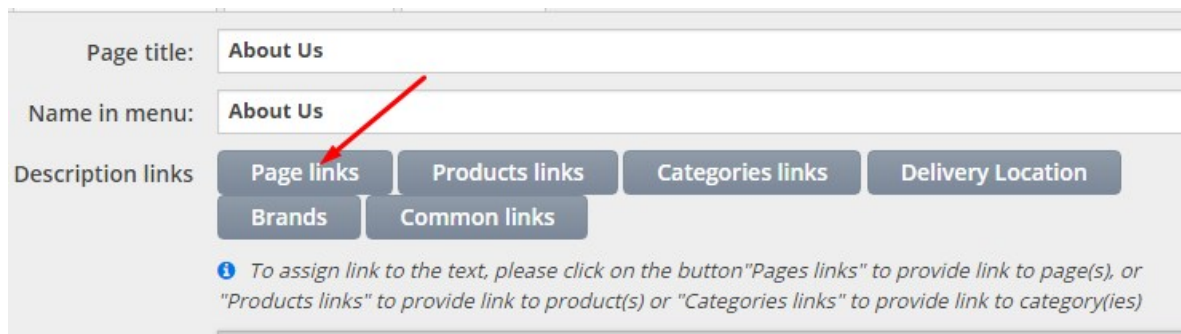 Page title: About Us
Name in menu: About Us
Description links Page links Products links Categories links Delivery Location
Brands Common links
To assign link to the text, please click on the button"Pages links" to provide link to page(s), or
"Products links" to provide link to product(s) or "Categories links" to provide link to category(ies)